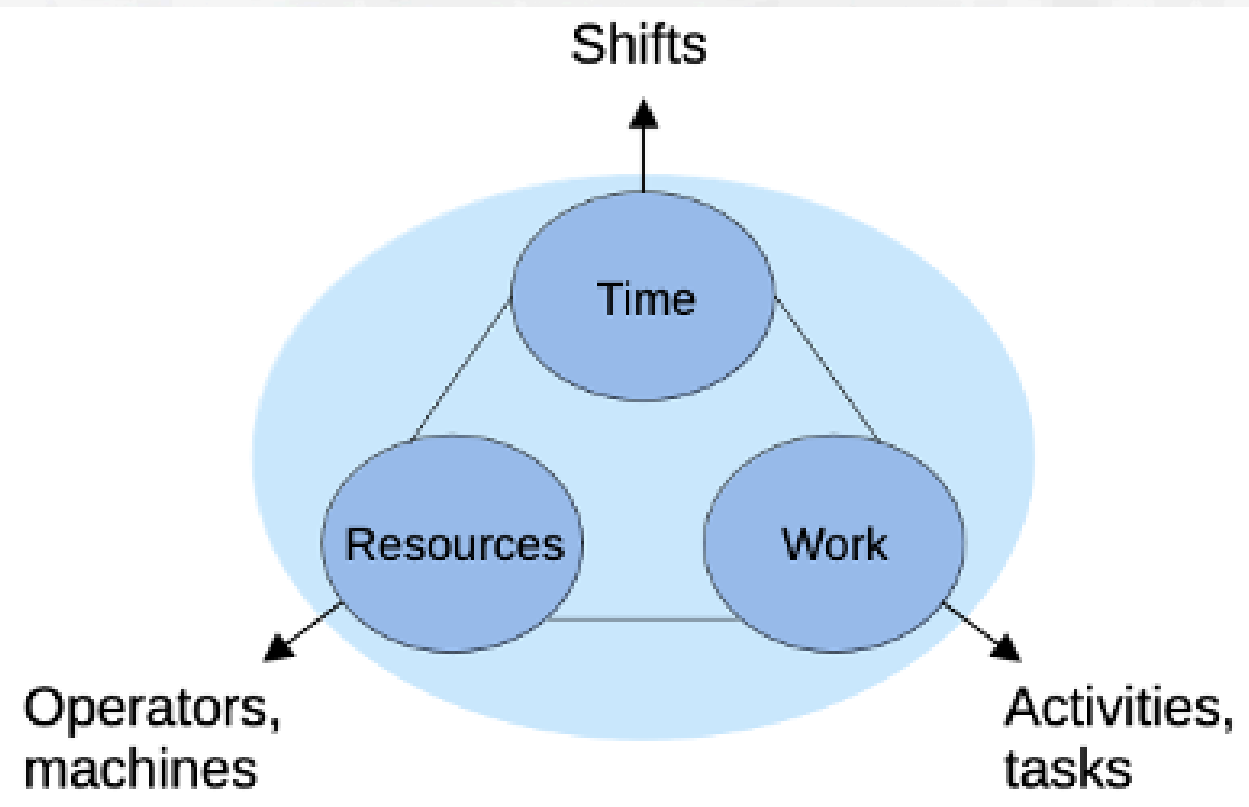 Shifts
Time
Resources
Work
Operators,
machines
Activities,
tasks